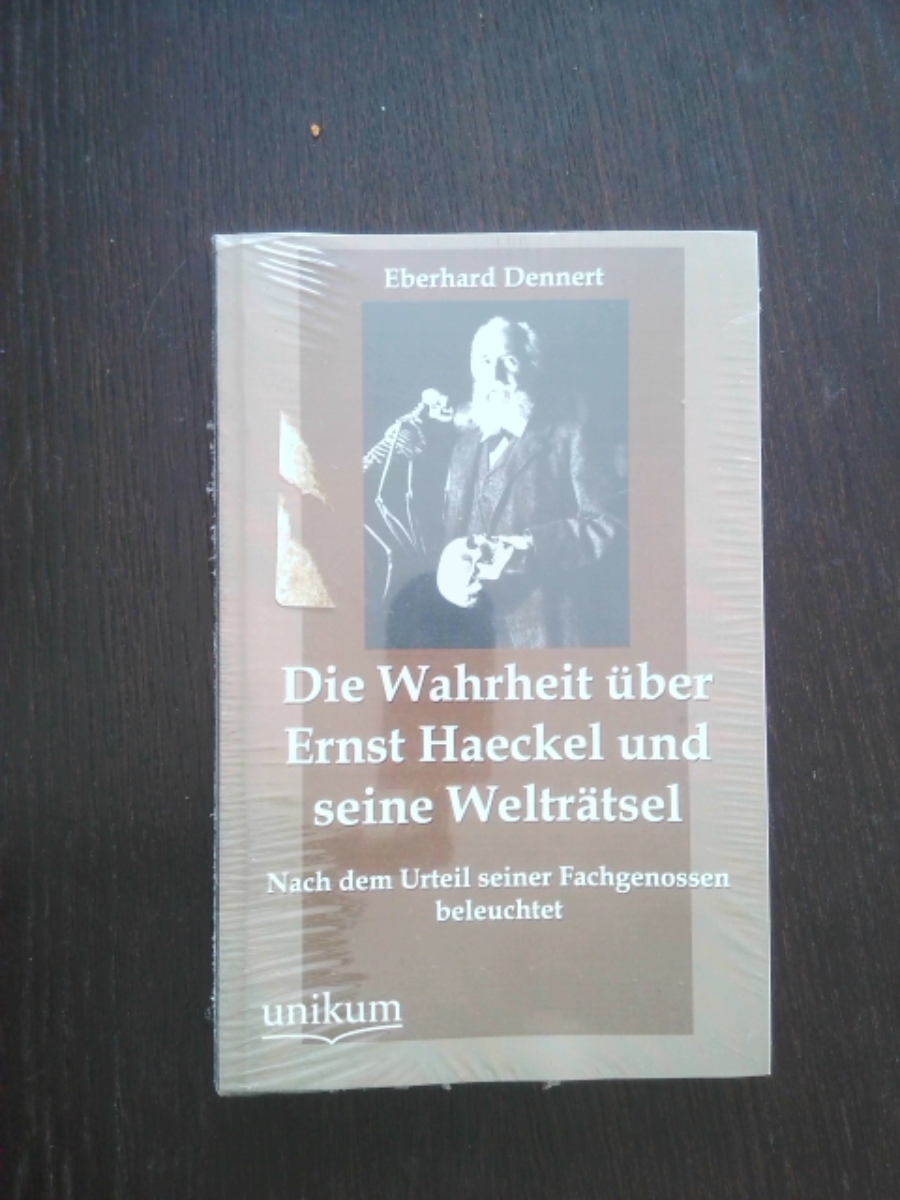 Eberhard Dennert
Die Wahrheit über
Ernst Haeckel und
seine Welträtsel
Nach dem Urteil seiner Fachgenossen
beleuchtet
unikum